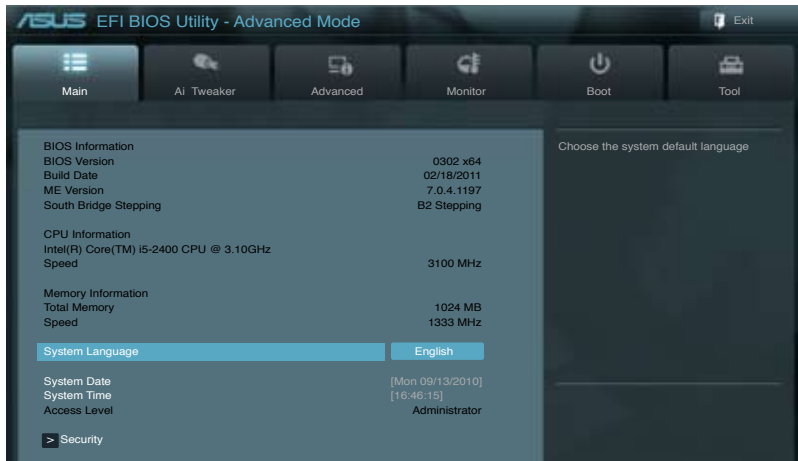 ASUS EFI BIOS Utility - Advanced Mode Exit
Main Ai Tweaker Advanced Monitor Boot Tool
BIOS Information
BIOS Version 0302 x64
Build Date 02/18/2011
ME Version 7.0.4.1197
South Bridge Stepping B2 Stepping
CPU Information
Intel(R) Core(TM) i5-2400 CPU @ 3.10GHz
Speed 3100 MHz
Memory Information
Total Memory 1024 MB
Speed 1333 MHz
System Language English
System Date [Mon 09/13/2010]
System Time [16:46:15]
Access Level Administrator
> Security
Choose the system default language